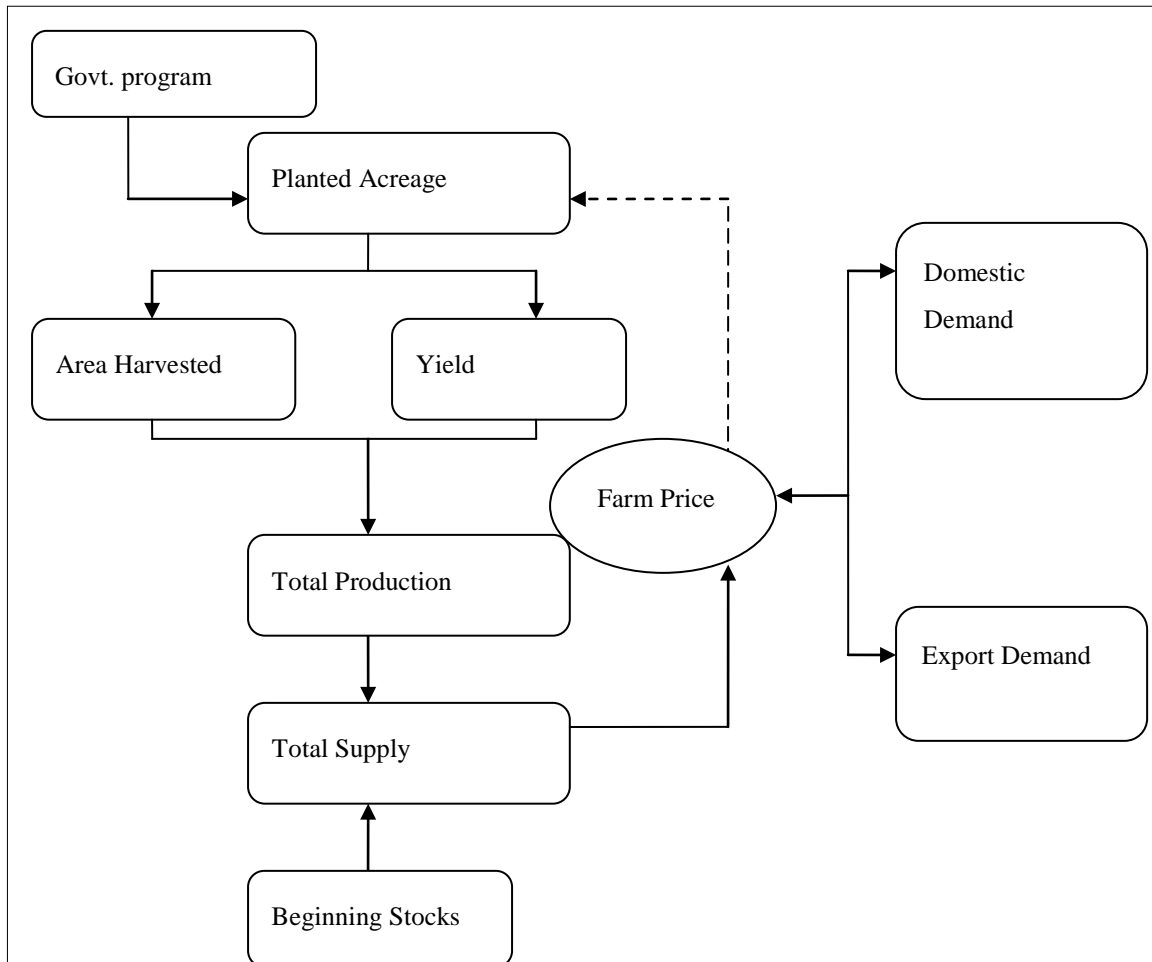 Govt. program
Planted Acreage
Area Harvested
Yield
Domestic
Demand
Farm Price
Total Production
Export Demand
Total Supply
Beginning Stocks